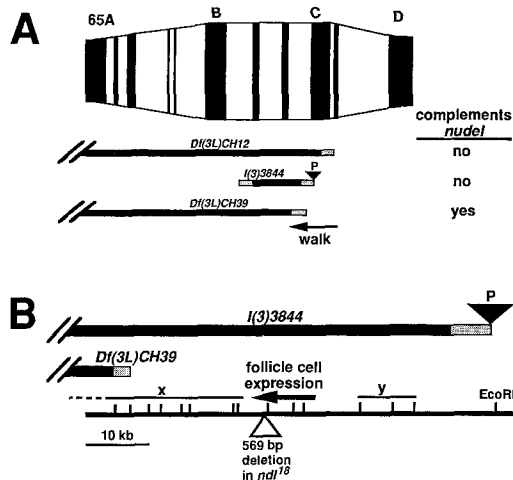 A
65A
B
C
D
complements
nudel
Df(3L)CH12
no
P
l(3)3844
no
Df(3L)CH39
yes
walk
B
P
l(3)3844
Df(3L)CH39
follicle cell
expression
x
y
EcoRI
10 kb
569 bp
deletion
in ndl18